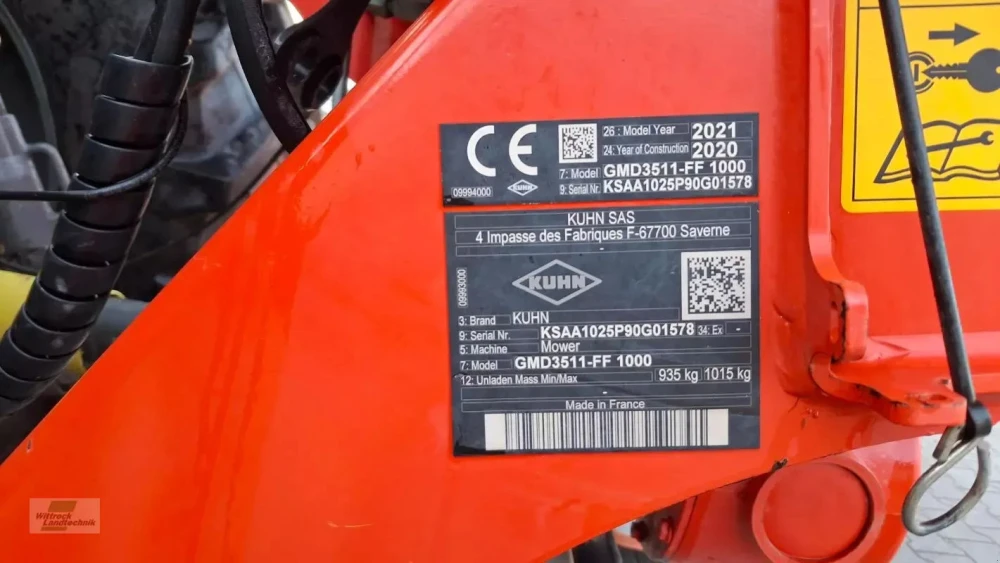 CE
26 : Model Year 2021
24: Year of Construction 2020
7: Model GMD3511-FF 1000
9: Serial Nr. KSAA1025P90G01578
09994000
KUHN
KUHN SAS
4 Impasse des Fabriques F-67700 Saverne
-
09993000
KUHN
3: Brand KUHN
9: Serial Nr. KSAA1025P90G01578 34: Ex -
5: Machine Mower
7: Model GMD3511-FF 1000
12: Unladen Mass Min/Max 935 kg 1015 kg
-
Made in France
Wittrock
Landtechnik